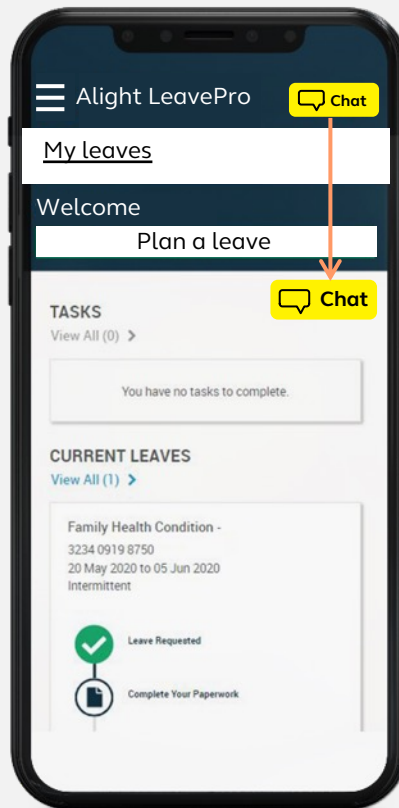 Alight LeavePro
Chat
My leaves
Welcome
Plan a leave
Chat
TASKS
View All (0) >
You have no tasks to complete.
CURRENT LEAVES
View All (1) >
Family Health Condition -
3234 0919 8750
20 May 2020 to 05 Jun 2020
Intermittent
Leave Requested
Complete Your Paperwork